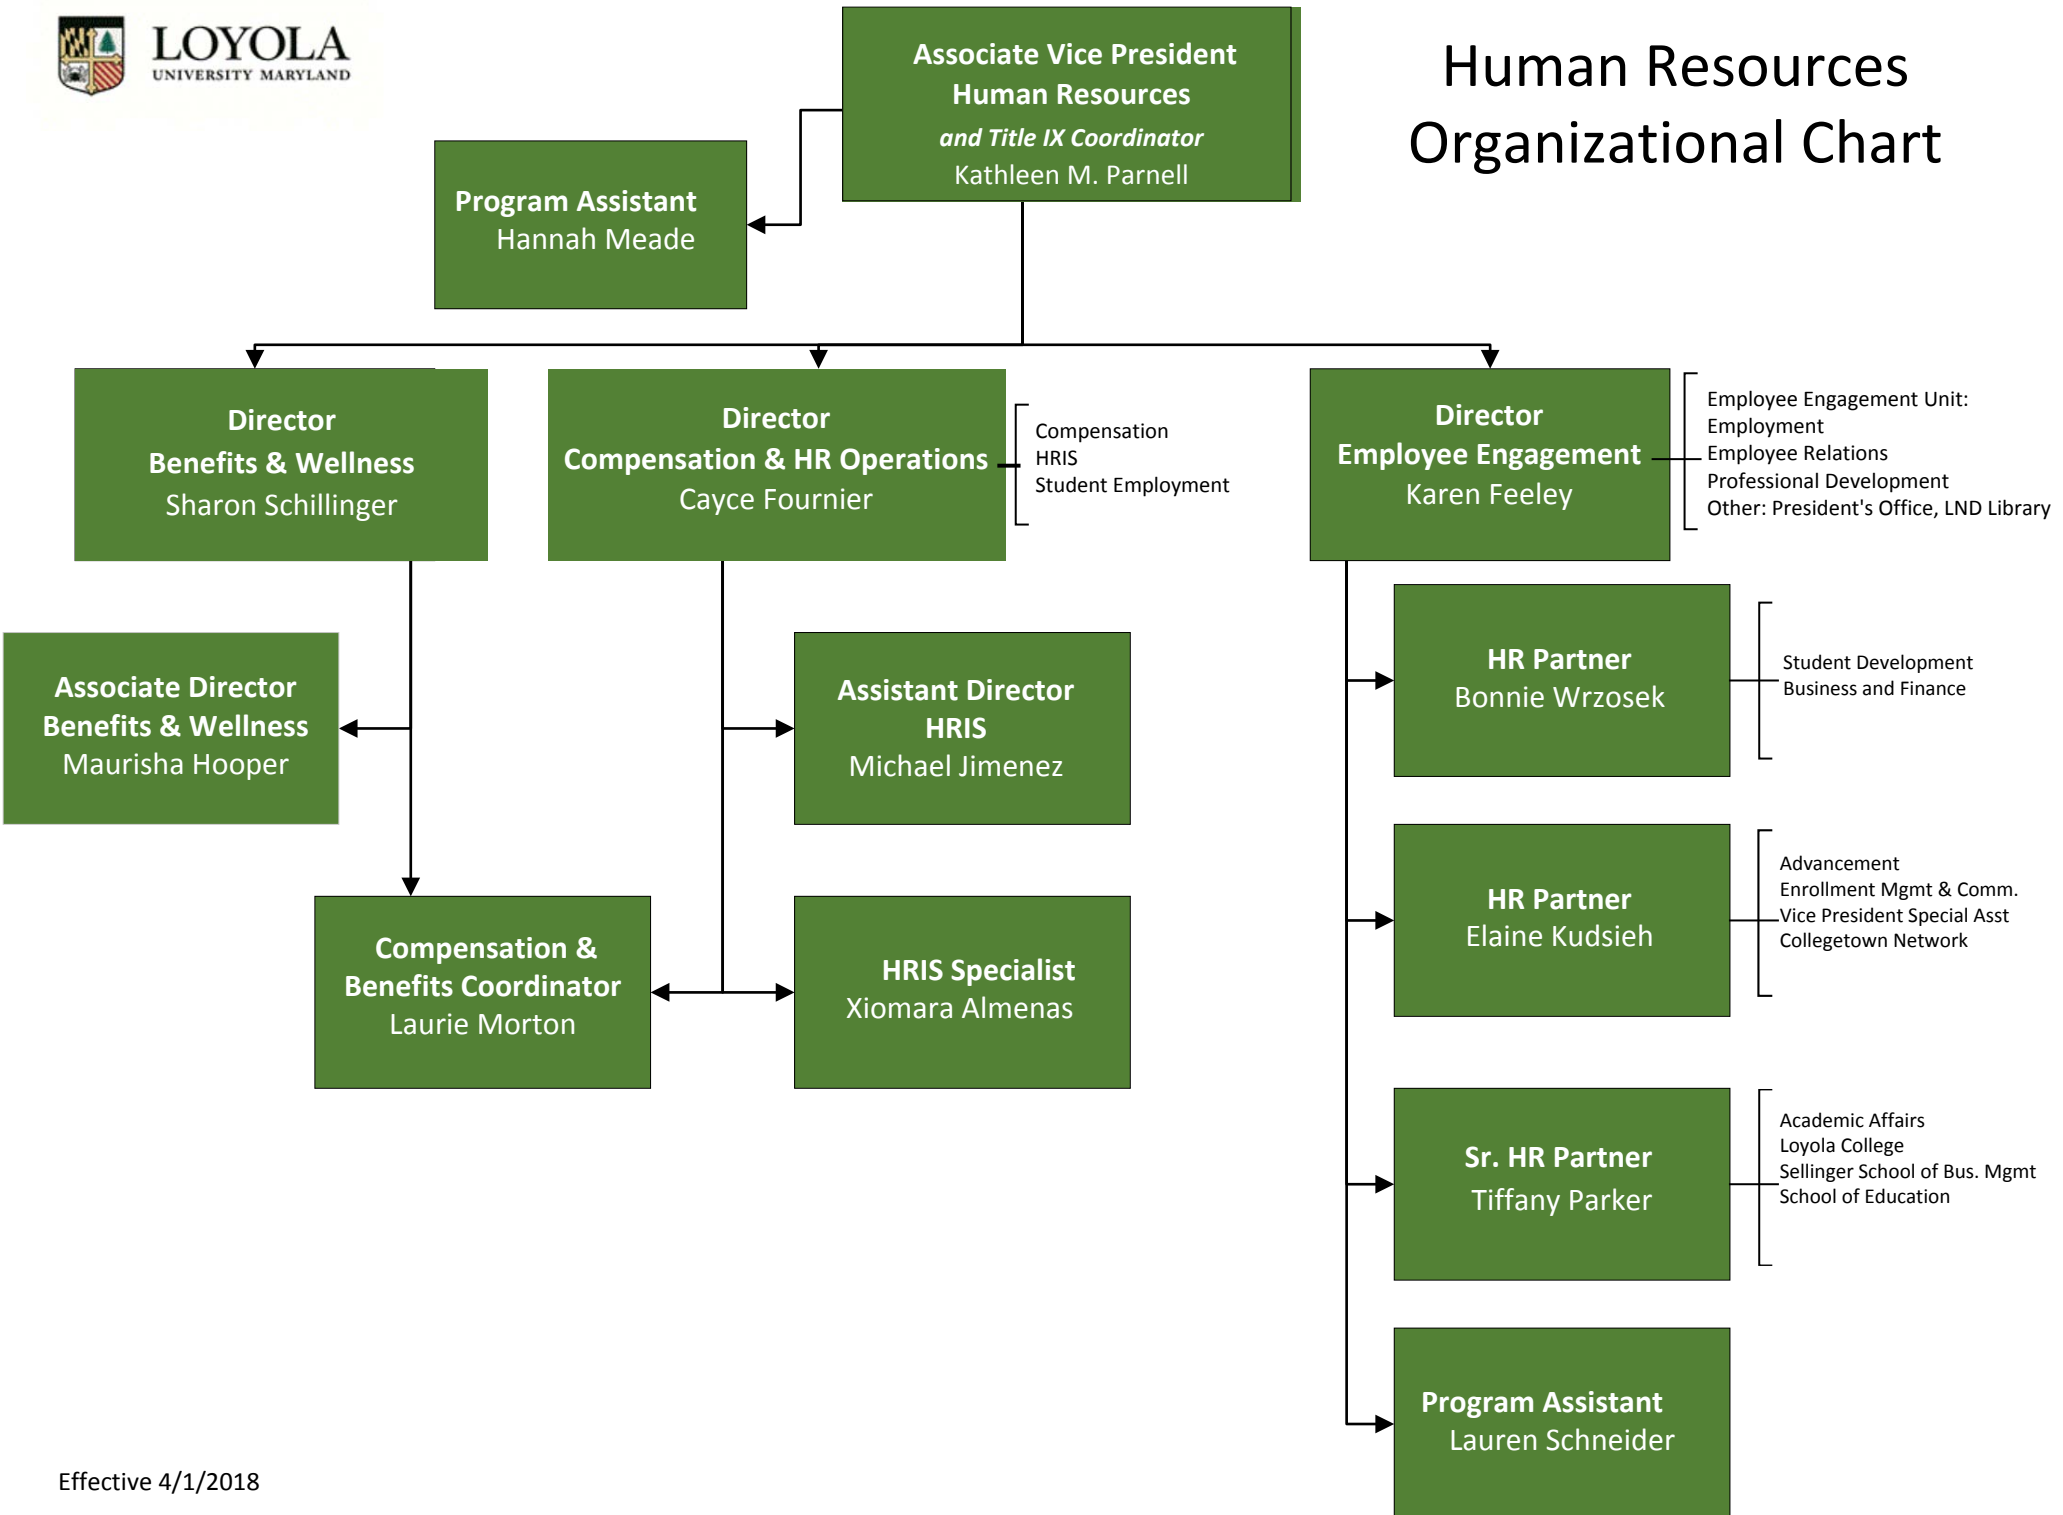 LOYOLA
UNIVERSITY MARYLAND
Associate Vice President
Human Resources
and Title IX Coordinator
Kathleen M. Parnell
Human Resources
Organizational Chart
Program Assistant
Hannah Meade
Director
Benefits & Wellness
Sharon Schillinger
Director
Compensation & HR Operations
Cayce Fournier
Compensation
HRIS
Student Employment
Director
Employee Engagement
Karen Feeley
Employee Engagement Unit:
Employment
Employee Relations
Professional Development
Other: President's Office, LND Library
Associate Director
Benefits & Wellness
Maurisha Hooper
Assistant Director
HRIS
Michael Jimenez
HR Partner
Bonnie Wrzosek
Student Development
Business and Finance
Compensation &
Benefits Coordinator
Laurie Morton
HRIS Specialist
Xiomara Almenas
HR Partner
Elaine Kudsieh
Advancement
Enrollment Mgmt & Comm.
Vice President Special Asst
Collegetown Network
Sr. HR Partner
Tiffany Parker
Academic Affairs
Loyola College
Sellinger School of Bus. Mgmt
School of Education
Program Assistant
Lauren Schneider
Effective 4/1/2018